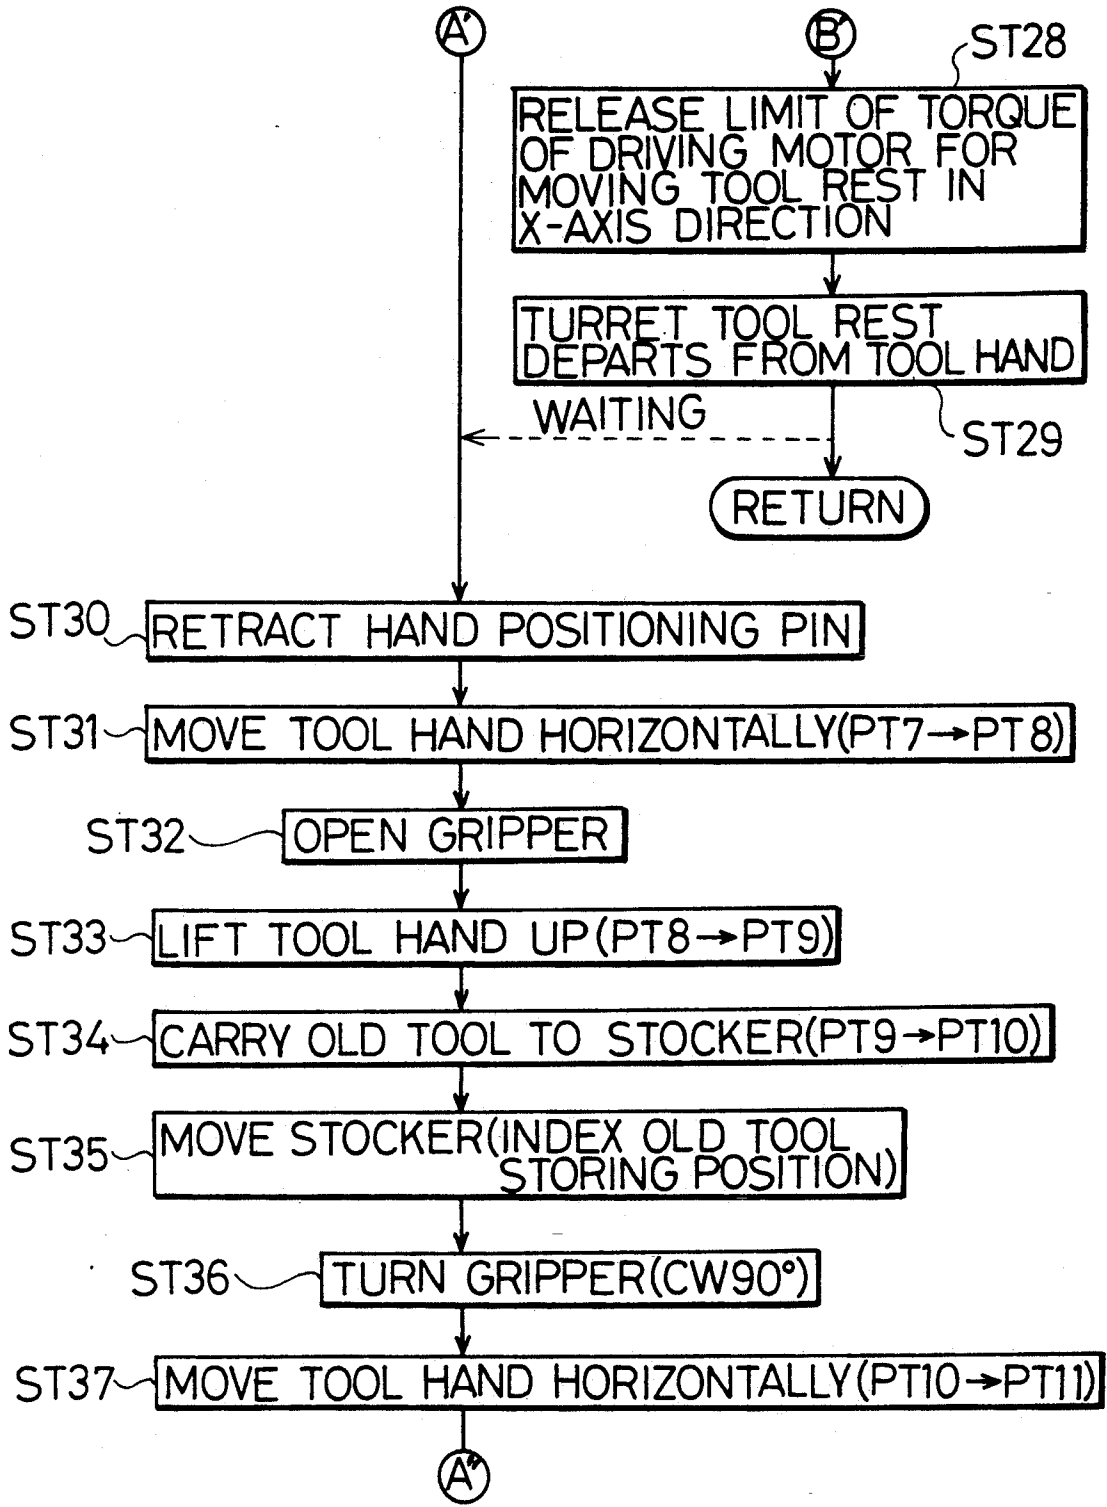 A'
B'
ST28
RELEASE LIMIT OF TORQUE
OF DRIVING MOTOR FOR
MOVING TOOL REST IN
X-AXIS DIRECTION
TURRET TOOL REST
DEPARTS FROM TOOL HAND
WAITING
ST29
RETURN
ST30
RETRACT HAND POSITIONING PIN
ST31
MOVE TOOL HAND HORIZONTALLY(PT7→PT8)
ST32
OPEN GRIPPER
ST33
LIFT TOOL HAND UP(PT8→PT9)
ST34
CARRY OLD TOOL TO STOCKER(PT9→PT10)
ST35
MOVE STOCKER(INDEX OLD TOOL
STORING POSITION)
ST36
TURN GRIPPER(CW90°)
ST37
MOVE TOOL HAND HORIZONTALLY(PT10→PT11)
A"